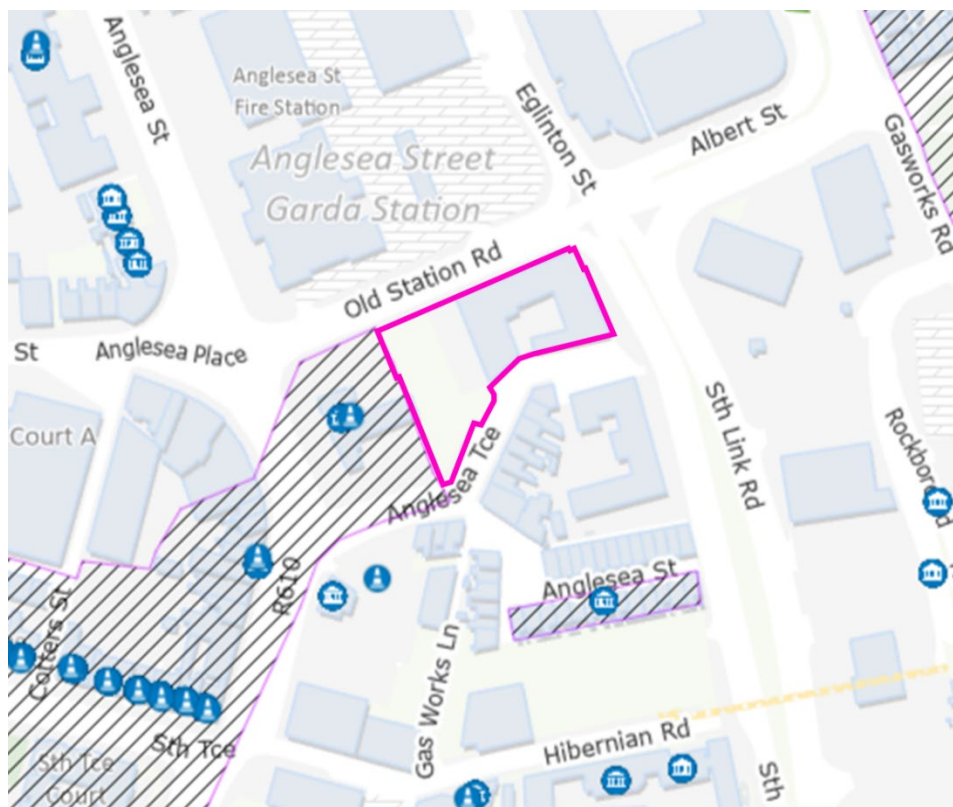 Anglesea St
Anglesea St
Fire Station
Eglinton St
Albert St
Gasworks Rd
Anglesea Street
Garda Station
Old Station Rd
St
Anglesea Place
Court A
Sth Link Rd
Anglesea Tce
R610
Anglesea St
Cotters St
Gas Works Ln
Sth Tce
Sth Tce
Court
Hibernian Rd
Sth